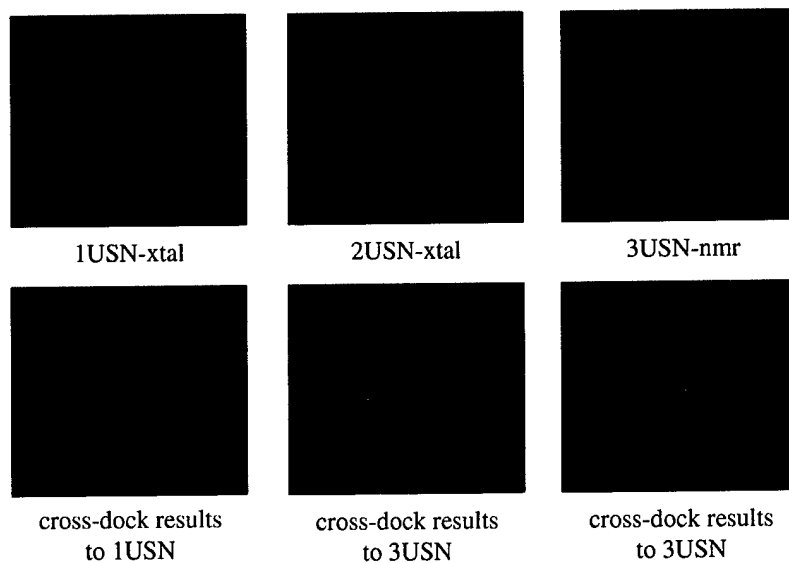 1USN-xtal 2USN-xtal 3USN-nmr
cross-dock results cross-dock results cross-dock results
to 1USN to 3USN to 3USN